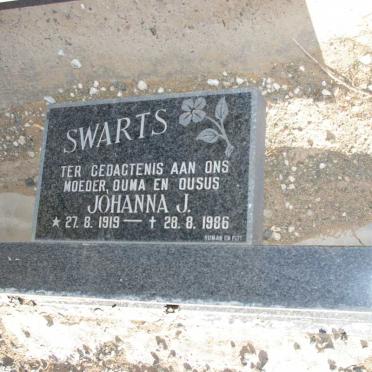 SWARTS
TER GEDAGTENIS AAN ONS
MOEDER, OUMA EN OUSUS
JOHANNA J.
★ 27. 8. 1919 — ✝ 28. 8. 1986